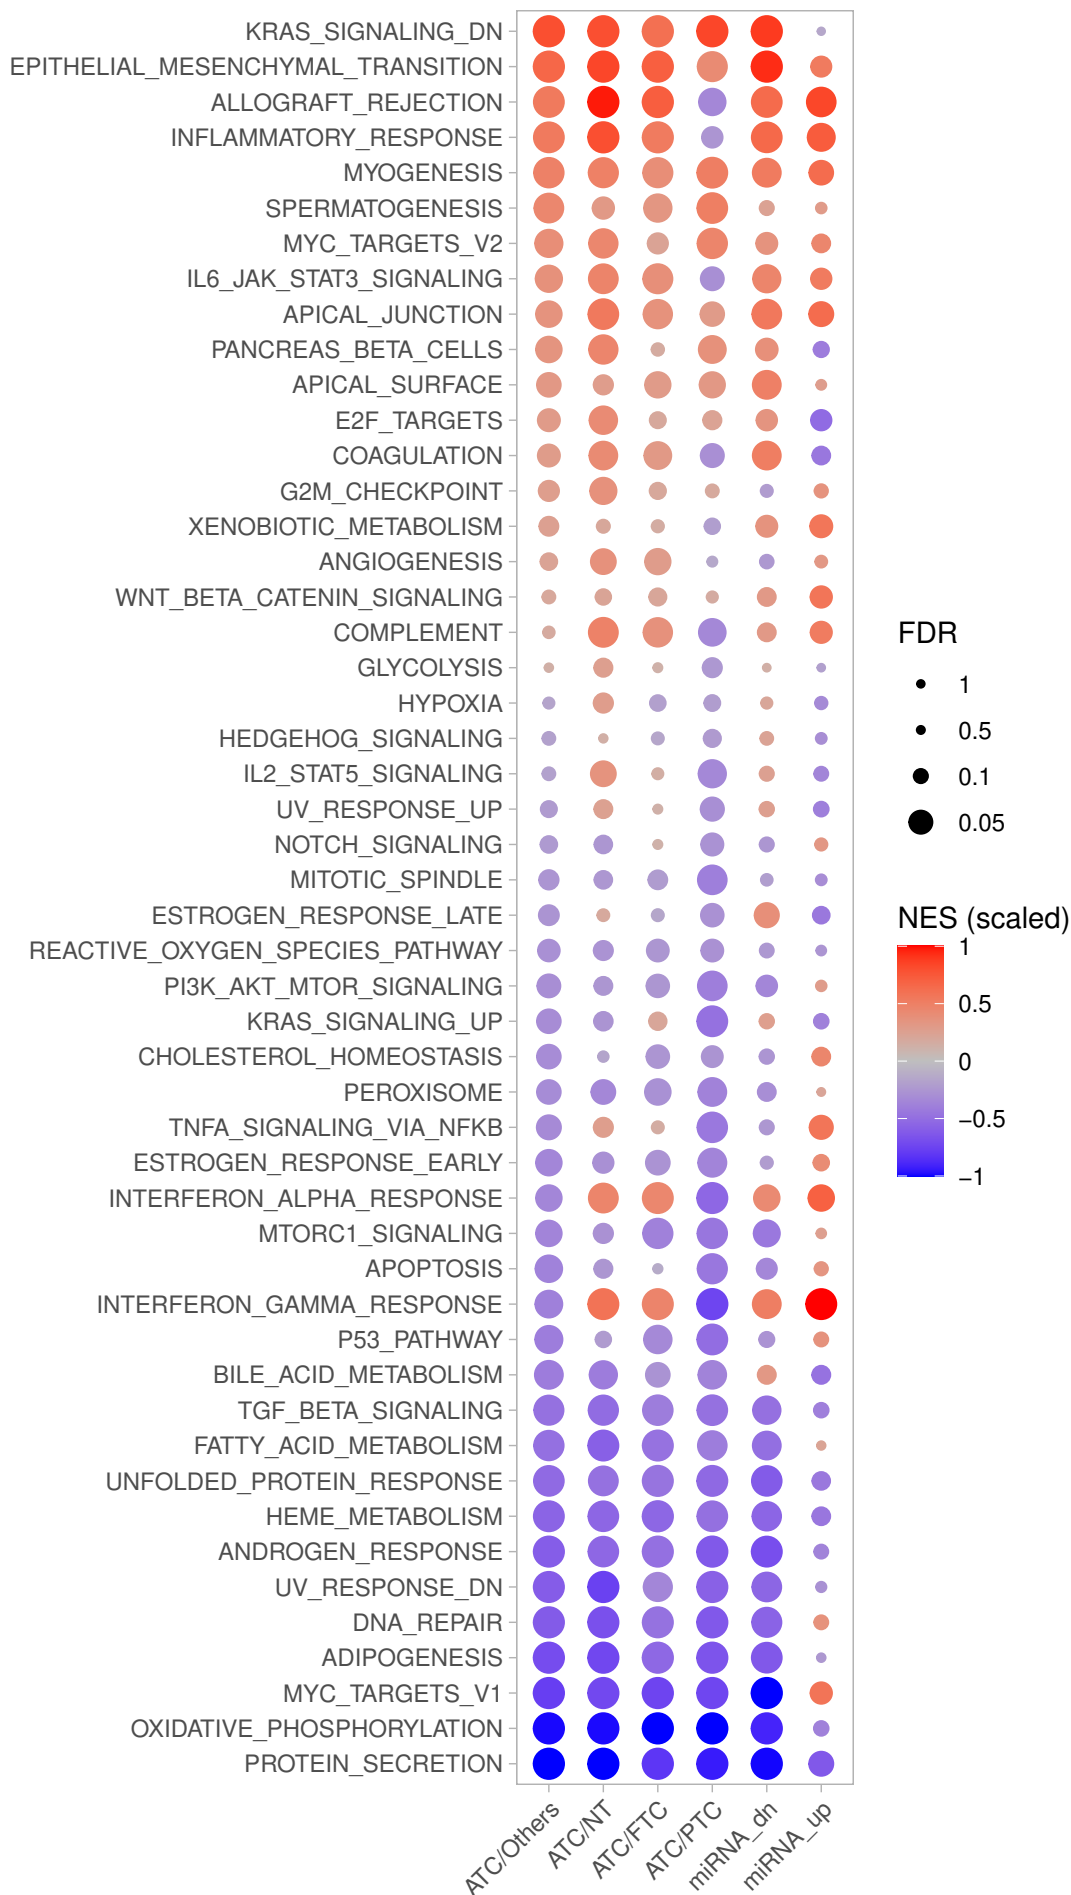 KRAS_SIGNALING_DN
EPITHELIAL_MESENCHYMAL_TRANSITION
ALLOGRAFT_REJECTION
INFLAMMATORY_RESPONSE
MYOGENESIS
SPERMATOGENESIS
MYC_TARGETS_V2
IL6_JAK_STAT3_SIGNALING
APICAL_JUNCTION
PANCREAS_BETA_CELLS
APICAL_SURFACE
E2F_TARGETS
COAGULATION
G2M_CHECKPOINT
XENOBIOTIC_METABOLISM
ANGIOGENESIS
WNT_BETA_CATENIN_SIGNALING
COMPLEMENT
GLYCOLYSIS
HYPOXIA
HEDGEHOG_SIGNALING
IL2_STAT5_SIGNALING
UV_RESPONSE_UP
NOTCH_SIGNALING
MITOTIC_SPINDLE
ESTROGEN_RESPONSE_LATE
REACTIVE_OXYGEN_SPECIES_PATHWAY
PI3K_AKT_MTOR_SIGNALING
KRAS_SIGNALING_UP
CHOLESTEROL_HOMEOSTASIS
PEROXISOME
TNFA_SIGNALING_VIA_NFKB
ESTROGEN_RESPONSE_EARLY
INTERFERON_ALPHA_RESPONSE
MTORC1_SIGNALING
APOPTOSIS
INTERFERON_GAMMA_RESPONSE
P53_PATHWAY
BILE_ACID_METABOLISM
TGF_BETA_SIGNALING
FATTY_ACID_METABOLISM
UNFOLDED_PROTEIN_RESPONSE
HEME_METABOLISM
ANDROGEN_RESPONSE
UV_RESPONSE_DN
DNA_REPAIR
ADIPOGENESIS
MYC_TARGETS_V1
OXIDATIVE_PHOSPHORYLATION
PROTEIN_SECRETION
ATC/Others
ATC/NT
ATC/FTC
ATC/PTC
miRNA_dn
miRNA_up
FDR
1
0.5
0.1
0.05
NES (scaled)
1
0.5
0
−0.5
−1